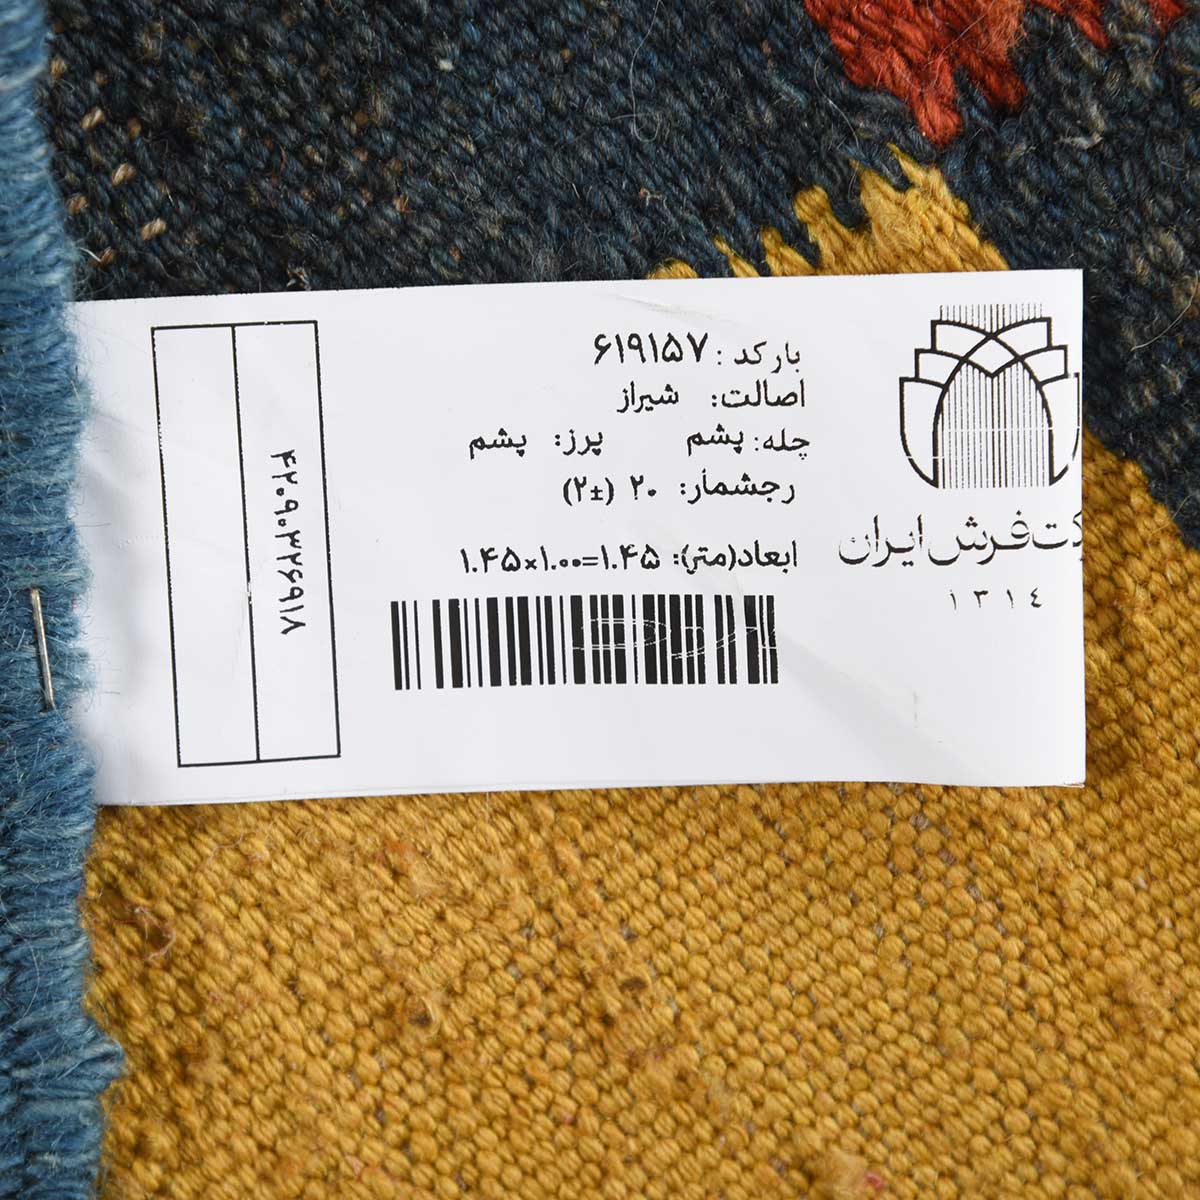 بارکد: ۶۱۹۱۵۷
اصالت: شیراز
چله: پشم پرز: پشم
رجشمار: ۲۰ (±۲)
ابعاد(متر): ۱.۴۵=۱.۰۰×۱.۴۵
فرش ایران
۱۳۱٤
۴۲۰۹۰۳۲۶۹۱۸